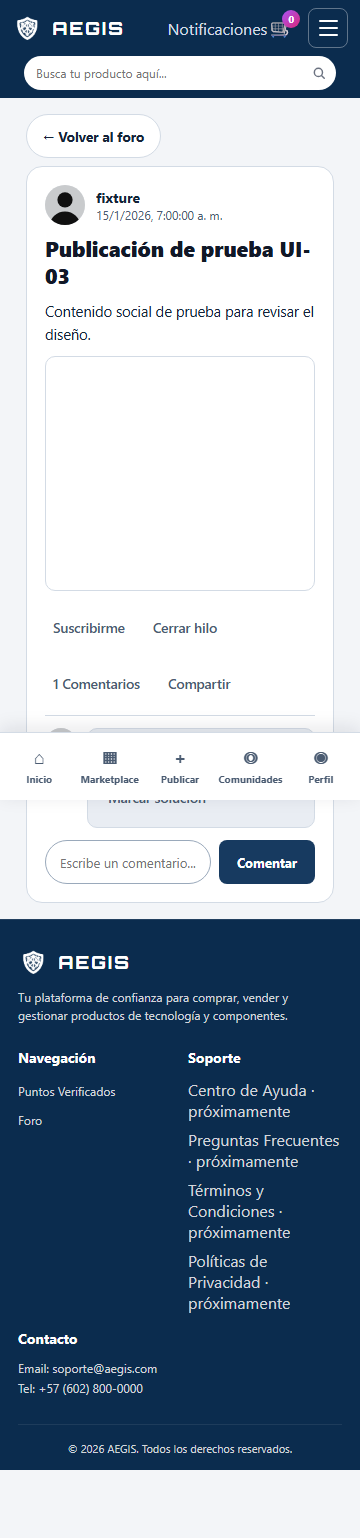 AEGIS
Notificaciones
0
Busca tu producto aquí...
← Volver al foro
fixture
15/1/2026, 7:00:00 a. m.
Publicación de prueba UI-
03
Contenido social de prueba para revisar el
diseño.
Suscribirme
Cerrar hilo
1 Comentarios
Compartir
Inicio
Marketplace
Publicar
Comunidades
Perfil
Marcar solución
Escribe un comentario...
Comentar
AEGIS
Tu plataforma de confianza para comprar, vender y
gestionar productos de tecnología y componentes.
Navegación
Puntos Verificados
Foro
Soporte
Centro de Ayuda ·
próximamente
Preguntas Frecuentes
· próximamente
Términos y
Condiciones ·
próximamente
Políticas de
Privacidad ·
próximamente
Contacto
Email: soporte@aegis.com
Tel: +57 (602) 800-0000
© 2026 AEGIS. Todos los derechos reservados.